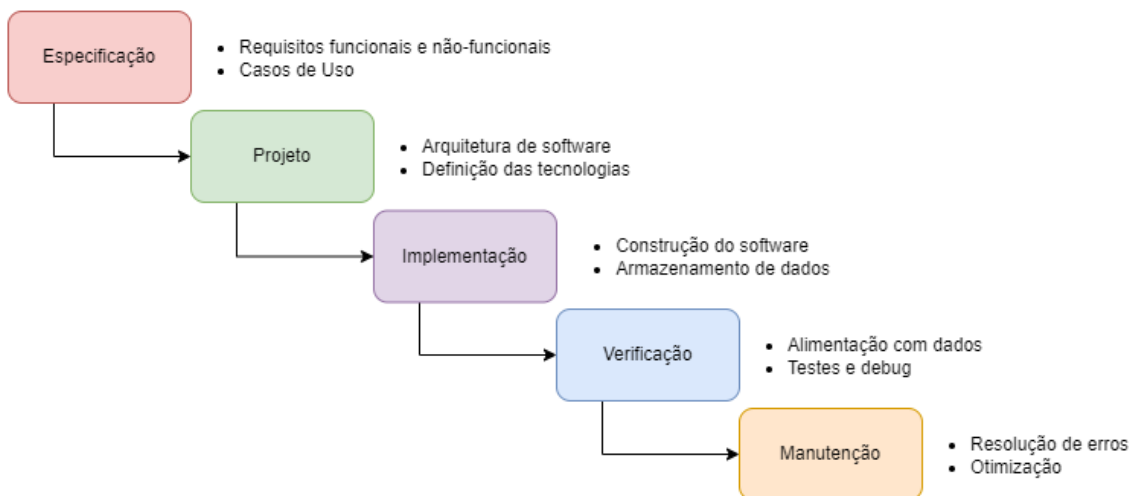 Especificação
• Requisitos funcionais e não-funcionais
• Casos de Uso
Projeto
• Arquitetura de software
• Definição das tecnologias
Implementação
• Construção do software
• Armazenamento de dados
Verificação
• Alimentação com dados
• Testes e debug
Manutenção
• Resolução de erros
• Otimização